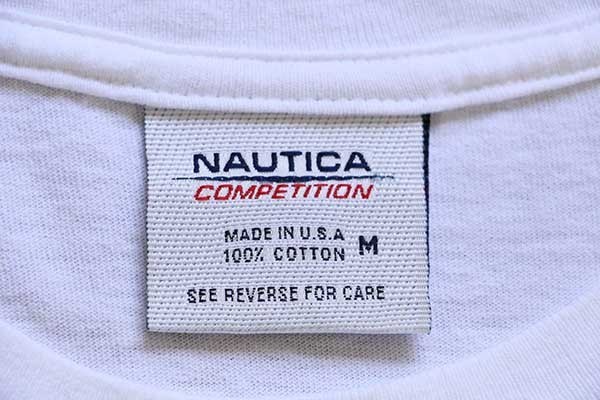 NAUTICA
COMPETITION
MADE IN U.S.A
100% COTTON M
SEE REVERSE FOR CARE